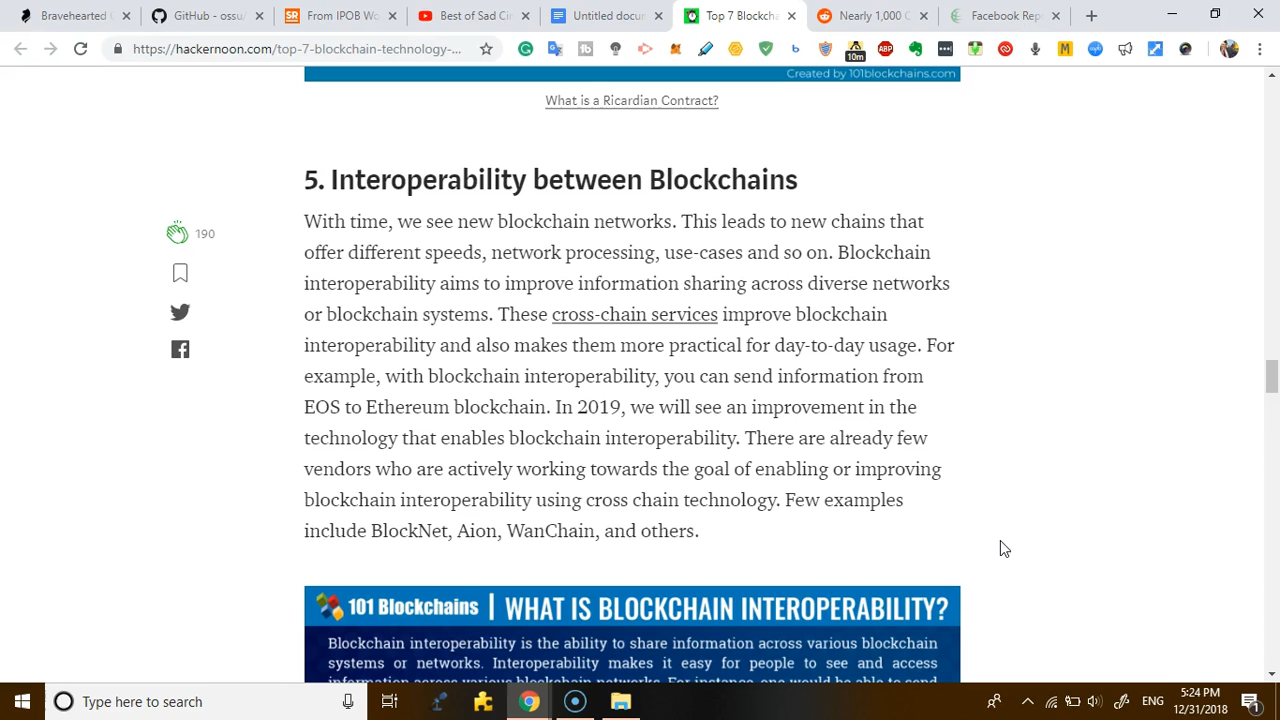 Bravehearted C
GitHub - ossu/
From IPOB Wo
Best of Sad Cin
Untitled docun
Top 7 Blockcha
Nearly 1,000 C
Facebook Repo
https://hackernoon.com/top-7-blockchain-technology-...
10m
ABP
Created by 101blockchains.com
What is a Ricardian Contract?
5. Interoperability between Blockchains
With time, we see new blockchain networks. This leads to new chains that
offer different speeds, network processing, use-cases and so on. Blockchain
interoperability aims to improve information sharing across diverse networks
or blockchain systems. These cross-chain services improve blockchain
interoperability and also makes them more practical for day-to-day usage. For
example, with blockchain interoperability, you can send information from
EOS to Ethereum blockchain. In 2019, we will see an improvement in the
technology that enables blockchain interoperability. There are already few
vendors who are actively working towards the goal of enabling or improving
blockchain interoperability using cross chain technology. Few examples
include BlockNet, Aion, WanChain, and others.
190
101 Blockchains | WHAT IS BLOCKCHAIN INTEROPERABILITY?
Blockchain interoperability is the ability to share information across various blockchain
systems or networks. Interoperability makes it easy for people to see and access
information across various blockchain networks. For instance, one would be able to send
Type here to search
ENG
5:24 PM
12/31/2018
1